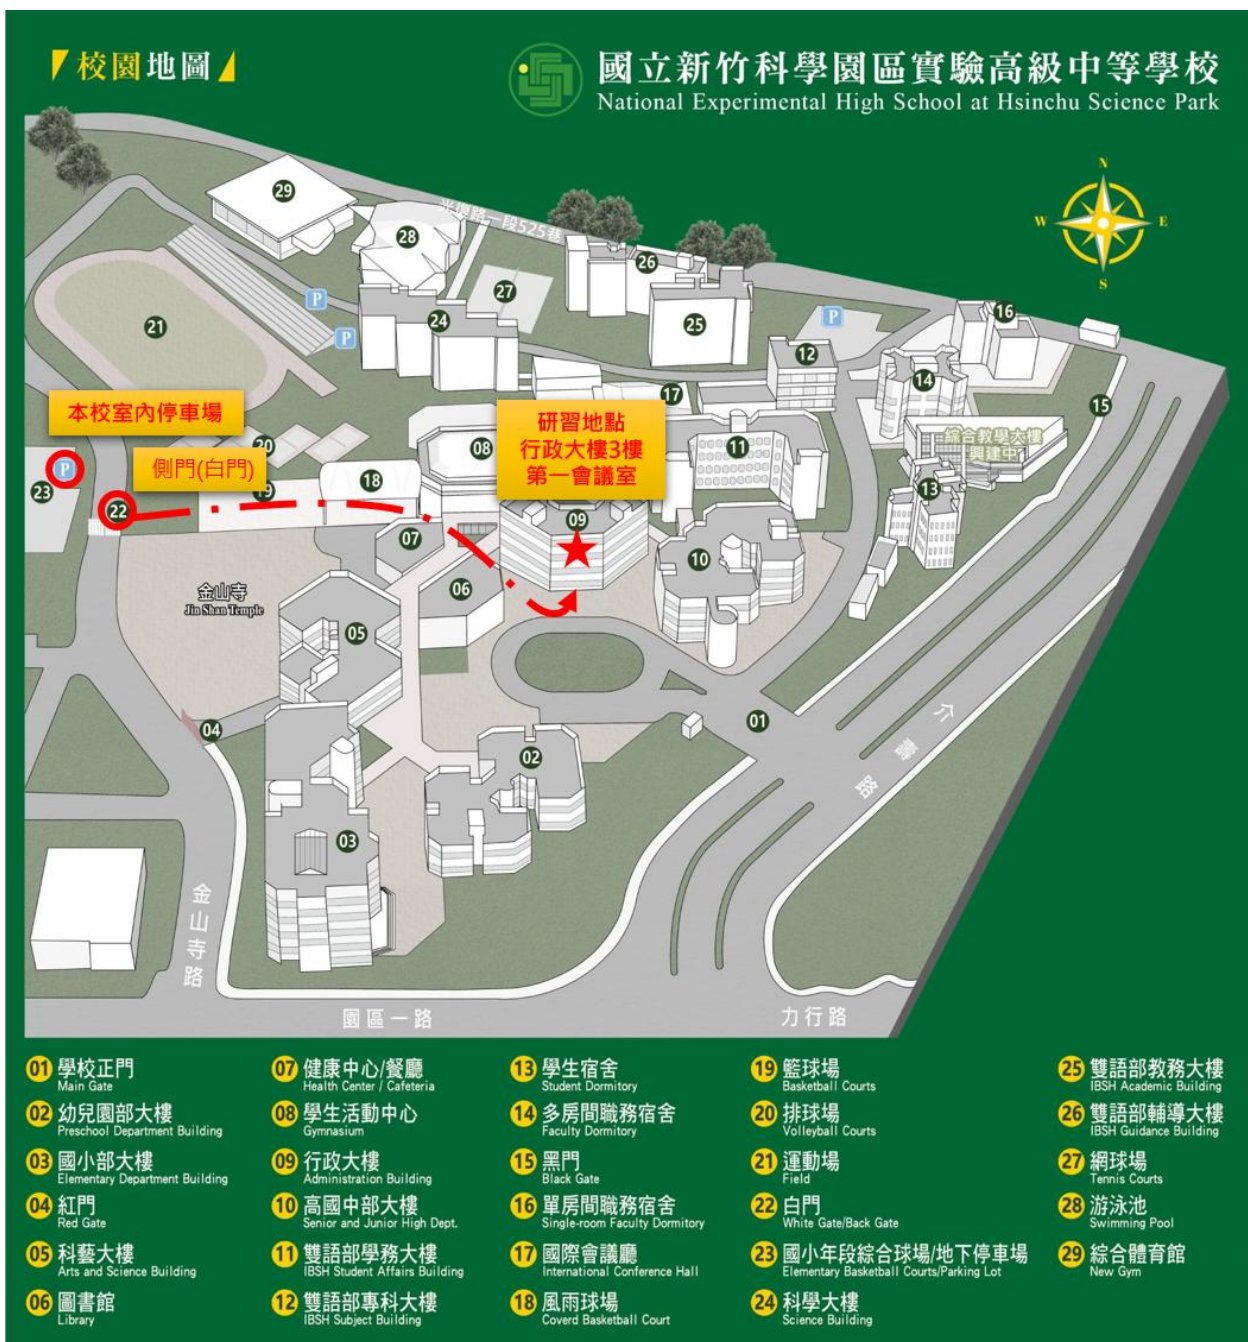 校園地圖
國立新竹科學園區實驗高級中等學校
National Experimental High School at Hsinchu Science Park
N
W
E
S
光復路一段525巷
29
28
27
26
25
24
21
P
P
P
12
16
14
15
17
綜合教學大樓
興建中
13
本校室內停車場
側門(白門)
研習地點
行政大樓3樓
第一會議室
20
19
18
08
11
P
23
22
07
09
10
06
05
金山寺
Jin Shan Temple
04
01
02
03
介壽路
金山寺路
園區一路
力行路
01 學校正門
Main Gate
02 幼兒園部大樓
Preschool Department Building
03 國小部大樓
Elementary Department Building
04 紅門
Red Gate
05 科藝大樓
Arts and Science Building
06 圖書館
Library
07 健康中心/餐廳
Health Center / Cafeteria
08 學生活動中心
Gymnasium
09 行政大樓
Administration Building
10 高國中部大樓
Senior and Junior High Dept.
11 雙語部學務大樓
IBSH Student Affairs Building
12 雙語部專科大樓
IBSH Subject Building
13 學生宿舍
Student Dormitory
14 多房間職務宿舍
Faculty Dormitory
15 黑門
Black Gate
16 單房間職務宿舍
Single-room Faculty Dormitory
17 國際會議廳
International Conference Hall
18 風雨球場
Coverd Basketball Court
19 籃球場
Basketball Courts
20 排球場
Volleyball Courts
21 運動場
Field
22 白門
White Gate/Back Gate
23 國小年段綜合球場/地下停車場
Elementary Basketball Courts/Parking Lot
24 科學大樓
Science Building
25 雙語部教務大樓
IBSH Academic Building
26 雙語部輔導大樓
IBSH Guidance Building
27 網球場
Tennis Courts
28 游泳池
Swimming Pool
29 綜合體育館
New Gym